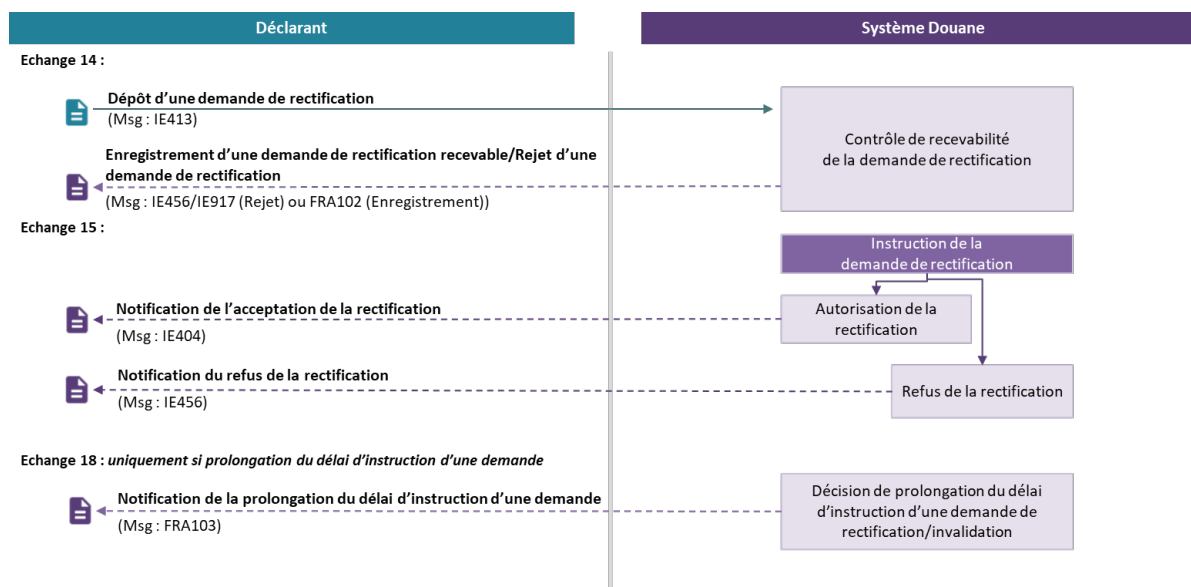 Déclarant
Système Douane
Echange 14 :
Dépôt d’une demande de rectification
(Msg : IE413)
Contrôle de recevabilité
de la demande de rectification
Enregistrement d’une demande de rectification recevable/Rejet d’une
demande de rectification
(Msg : IE456/IE917 (Rejet) ou FRA102 (Enregistrement))
Echange 15 :
Instruction de la
demande de rectification
Notification de l’acceptation de la rectification
(Msg : IE404)
Autorisation de la
rectification
Notification du refus de la rectification
(Msg : IE456)
Refus de la rectification
Echange 18 : uniquement si prolongation du délai d’instruction d’une demande
Notification de la prolongation du délai d’instruction d’une demande
(Msg : FRA103)
Décision de prolongation du délai
d’instruction d’une demande de
rectification/invalidation